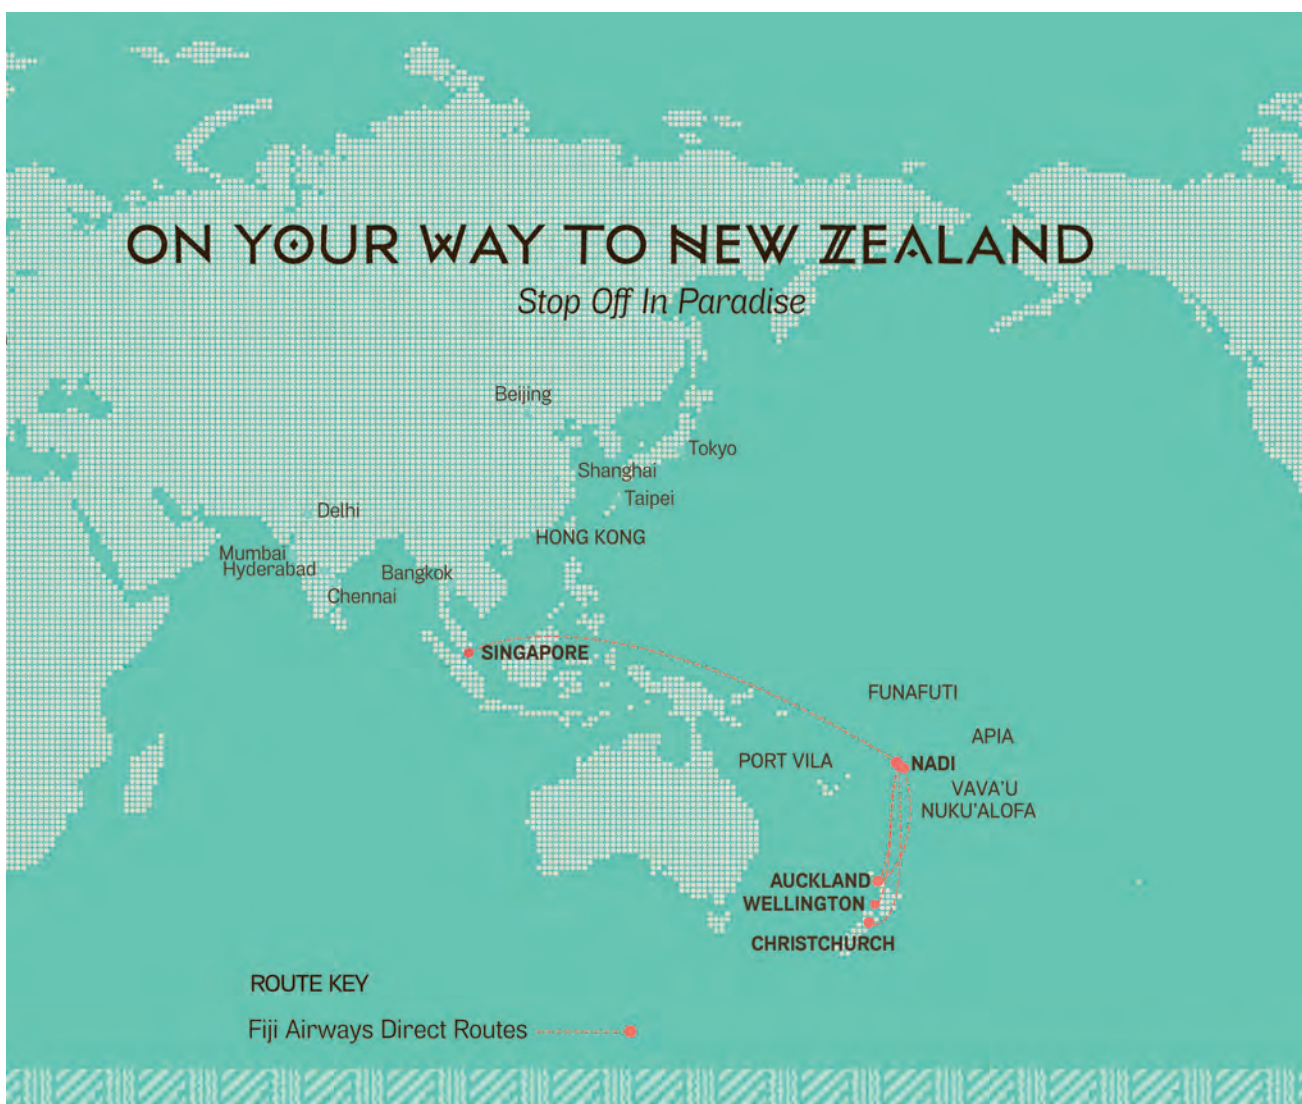 ON YOUR WAY TO NEW ZEALAND
Stop Off In Paradise
Beijing
Tokyo
Shanghai
Taipei
Delhi
HONG KONG
Mumbai
Hyderabad
Bangkok
Chennai
SINGAPORE
FUNAFUTI
APIA
PORT VILA
NADI
VAVA'U
NUKU'ALOFA
AUCKLAND
WELLINGTON
CHRISTCHURCH
ROUTE KEY
Fiji Airways Direct Routes